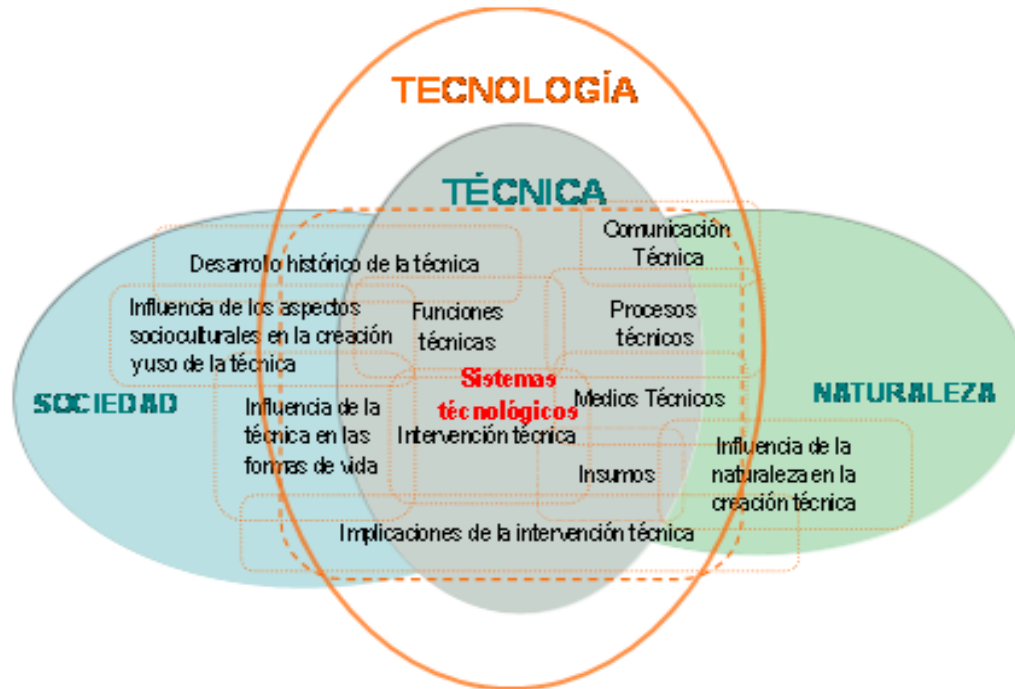 TECNOLOGÍA
TÉCNICA
Comunicación
Técnica
Desarrollo histórico de la técnica
Influencia de los aspectos
socioculturales en la creación
y uso de la técnica
Funciones
técnicas
Procesos
técnicos
SOCIEDAD
Sistemas
técnológicos
Medios Técnicos
NATURALEZA
Influencia de la
técnica en las
formas de vida
Intervención técnica
Insumos
Influencia de la
naturaleza en la
creación técnica
Implicaciones de la intervención técnica